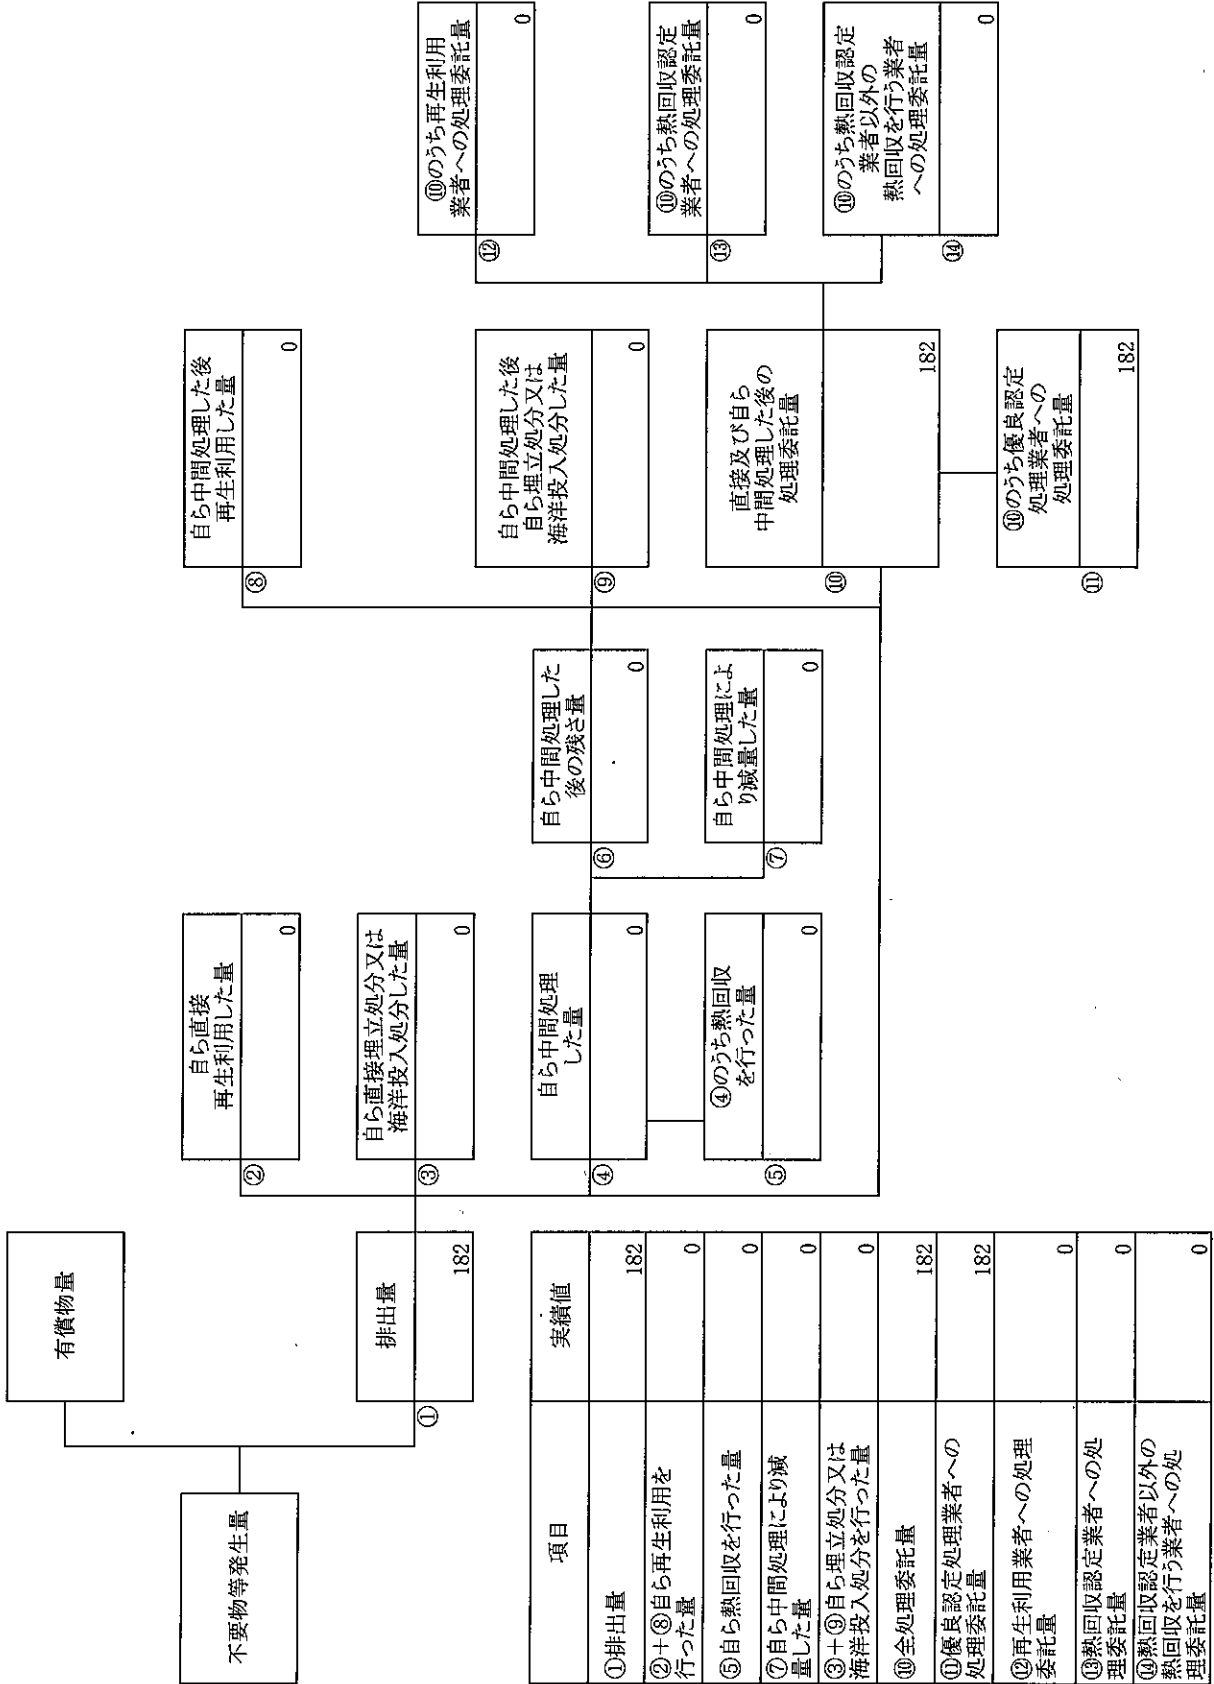 不要物等発生量
有償物量
①
排出量
182
②
自ら直接
再生利用した量
0
③
自ら直接埋立処分又は
海洋投入処分した量
0
④
自ら中間処理
した量
0
⑤
④のうち熱回収
を行った量
0
⑥
自ら中間処理した
後の残さ量
0
⑦
自ら中間処理によ
り減量した量
0
⑧
自ら中間処理した後
再生利用した量
0
⑨
自ら中間処理した後
自ら埋立処分又は
海洋投入処分した量
0
⑩
直接及び自ら
中間処理した後の
処理委託量
182
⑪
⑩のうち優良認定
処理業者への
処理委託量
182
⑫
⑩のうち再生利用
業者への処理委託量
0
⑬
⑩のうち熱回収認定
業者への処理委託量
0
⑭
⑩のうち熱回収認定
業者以外の
熱回収を行う業者
への処理委託量
0
項目 実績値
①排出量 182
②+⑧自ら再生利用を
行った量 0
⑤自ら熱回収を行った量 0
⑦自ら中間処理により減
量した量 0
③+⑨自ら埋立処分又は
海洋投入処分を行った量 0
⑩全処理委託量 182
⑪優良認定処理業者への
処理委託量 182
⑫再生利用業者への処理
委託量 0
⑬熱回収認定業者への処
理委託量 0
⑭熱回収認定業者以外の
熱回収を行う業者への処
理委託量 0